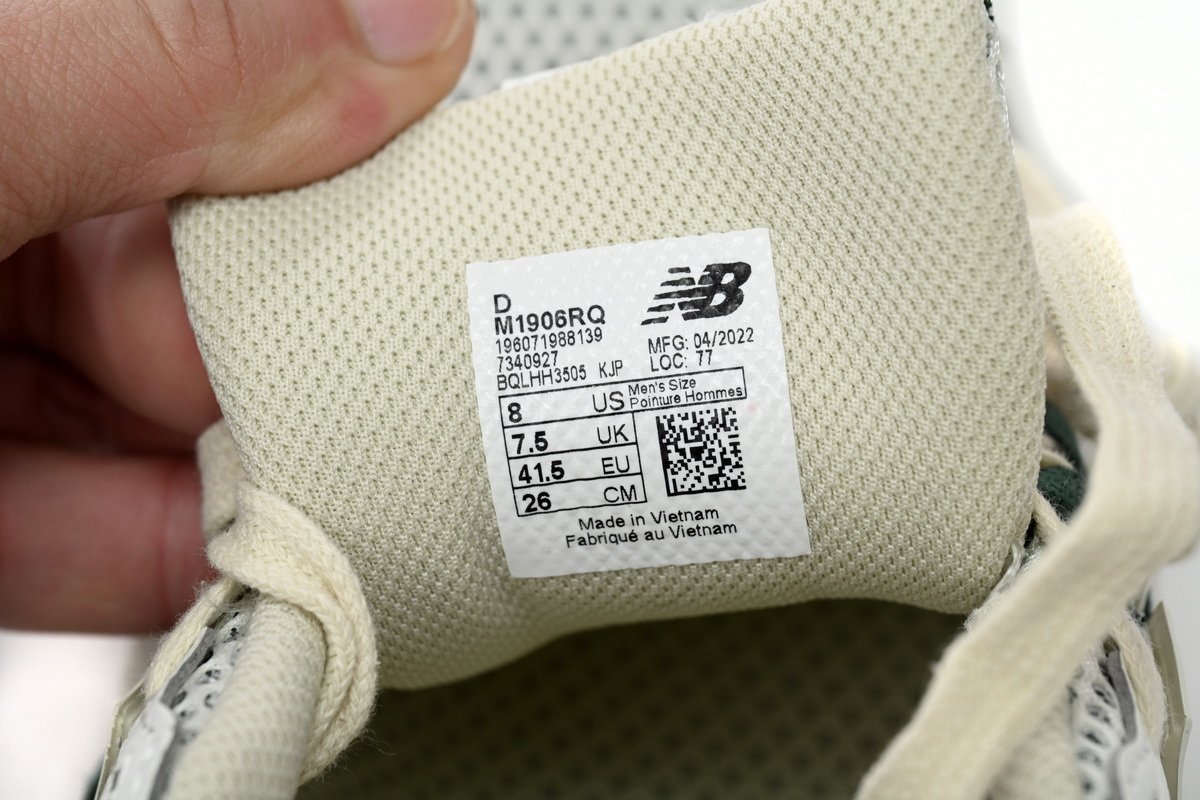 D
M1906RQ
196071988139
7340927
BQLHH3505 KJP
NB
MFG: 04/2022
LOC: 77
8 US Men's Size
Pointure Hommes
7.5 UK
41.5 EU
26 CM
Made in Vietnam
Fabriqué au Vietnam